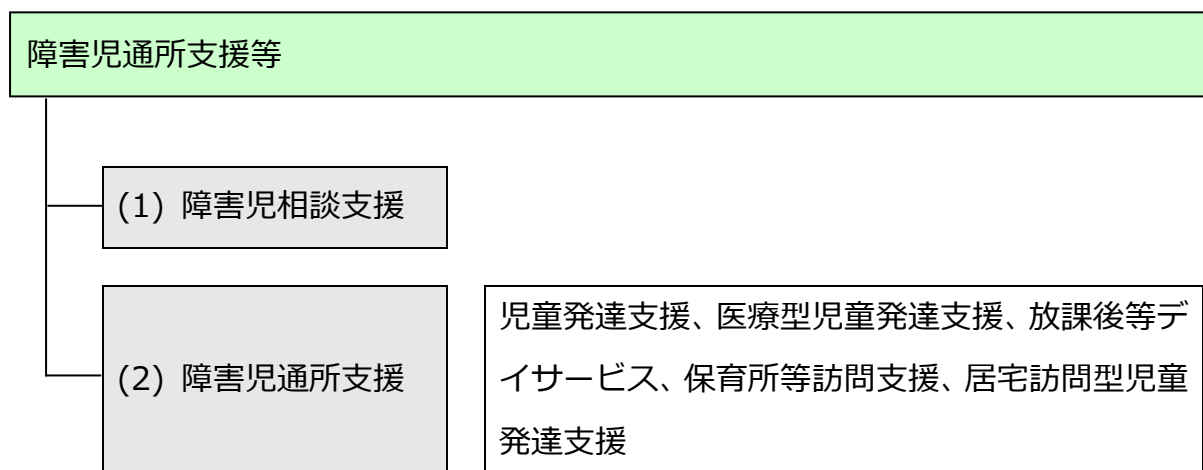 障害児通所支援等
(1) 障害児相談支援
(2) 障害児通所支援
児童発達支援、医療型児童発達支援、放課後等デ
イサービス、保育所等訪問支援、居宅訪問型児童
発達支援